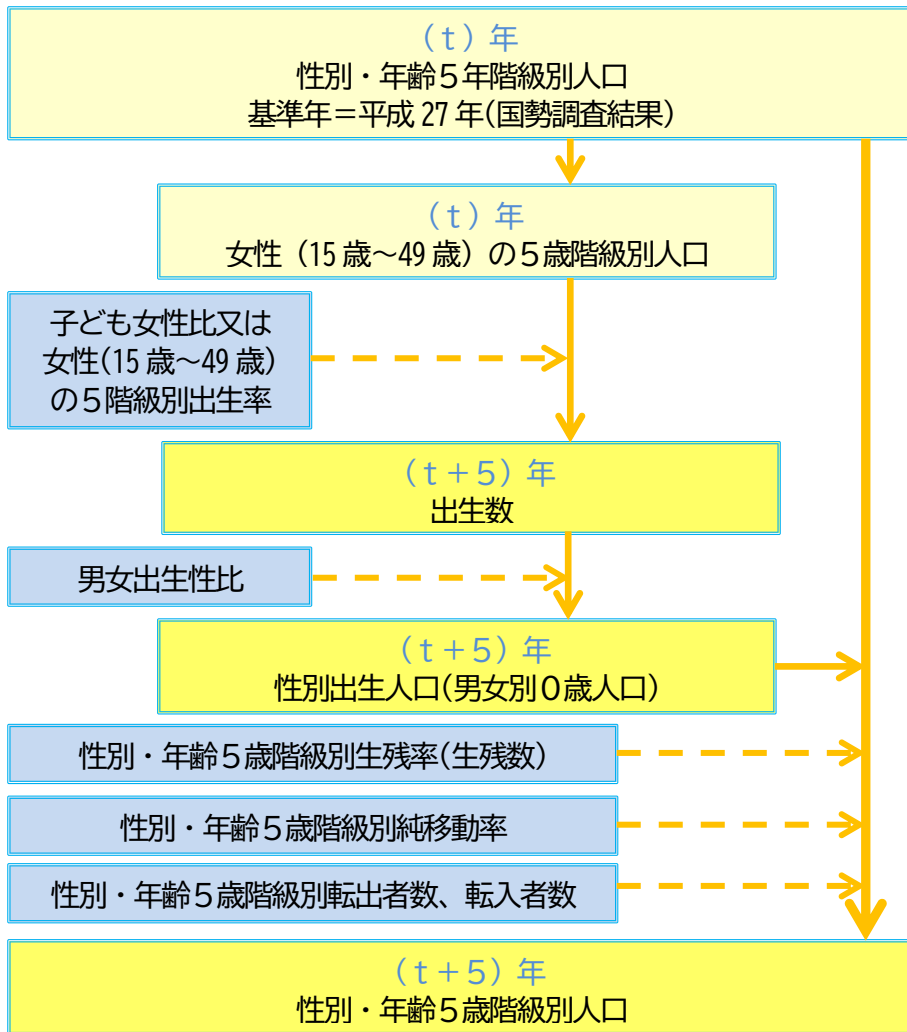 （ｔ）年
性別・年齢５年階級別人口
基準年＝平成 27 年(国勢調査結果)
（ｔ）年
女性（15 歳～49 歳）の５歳階級別人口
子ども女性比又は
女性(15 歳～49 歳)
の５階級別出生率
（ｔ＋５）年
出生数
男女出生性比
（ｔ＋５）年
性別出生人口(男女別０歳人口)
性別・年齢５歳階級別生残率(生残数)
性別・年齢５歳階級別純移動率
性別・年齢５歳階級別転出者数、転入者数
（ｔ＋５）年
性別・年齢５歳階級別人口